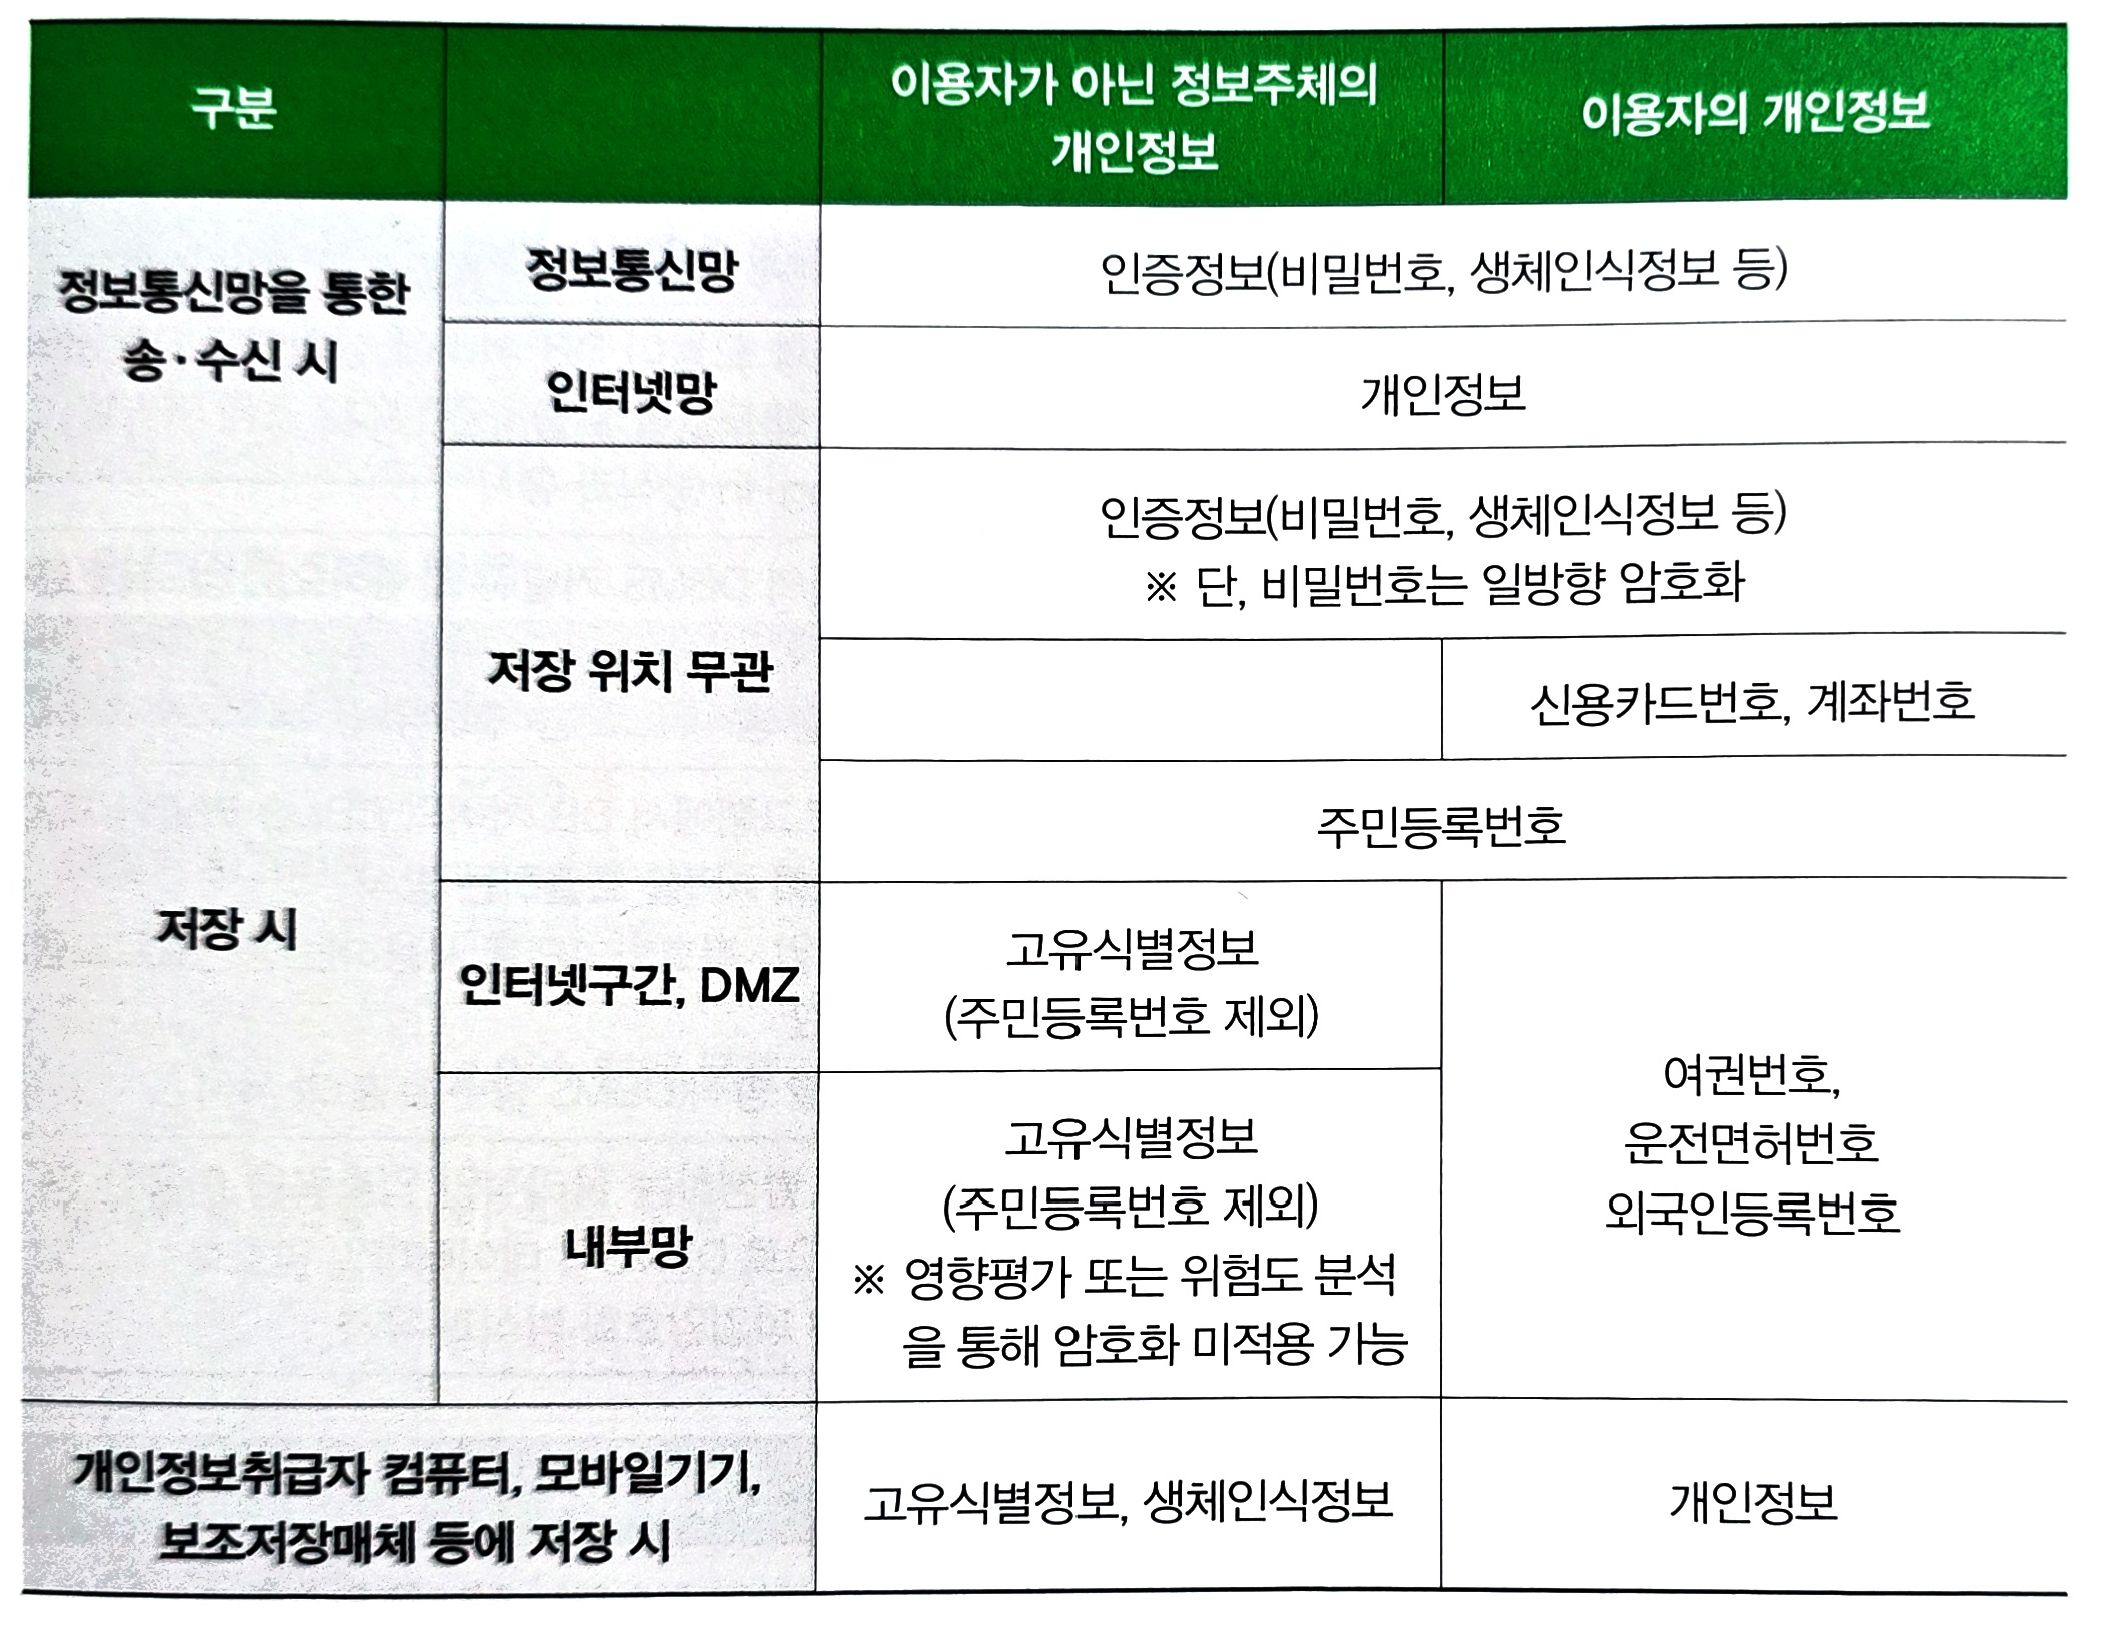 구분
이용자가 아닌 정보주체의
개인정보
이용자의 개인정보
정보통신망을 통한
송·수신 시
정보통신망
인증정보(비밀번호, 생체인식정보 등)
인터넷망
개인정보
저장 시
저장 위치 무관
인증정보(비밀번호, 생체인식정보 등)
※ 단, 비밀번호는 일방향 암호화
신용카드번호, 계좌번호
주민등록번호
인터넷구간, DMZ
고유식별정보
(주민등록번호 제외)
여권번호,
운전면허번호
외국인등록번호
내부망
고유식별정보
(주민등록번호 제외)
※ 영향평가 또는 위험도 분석
을 통해 암호화 미적용 가능
개인정보취급자 컴퓨터, 모바일기기,
보조저장매체 등에 저장 시
고유식별정보, 생체인식정보
개인정보